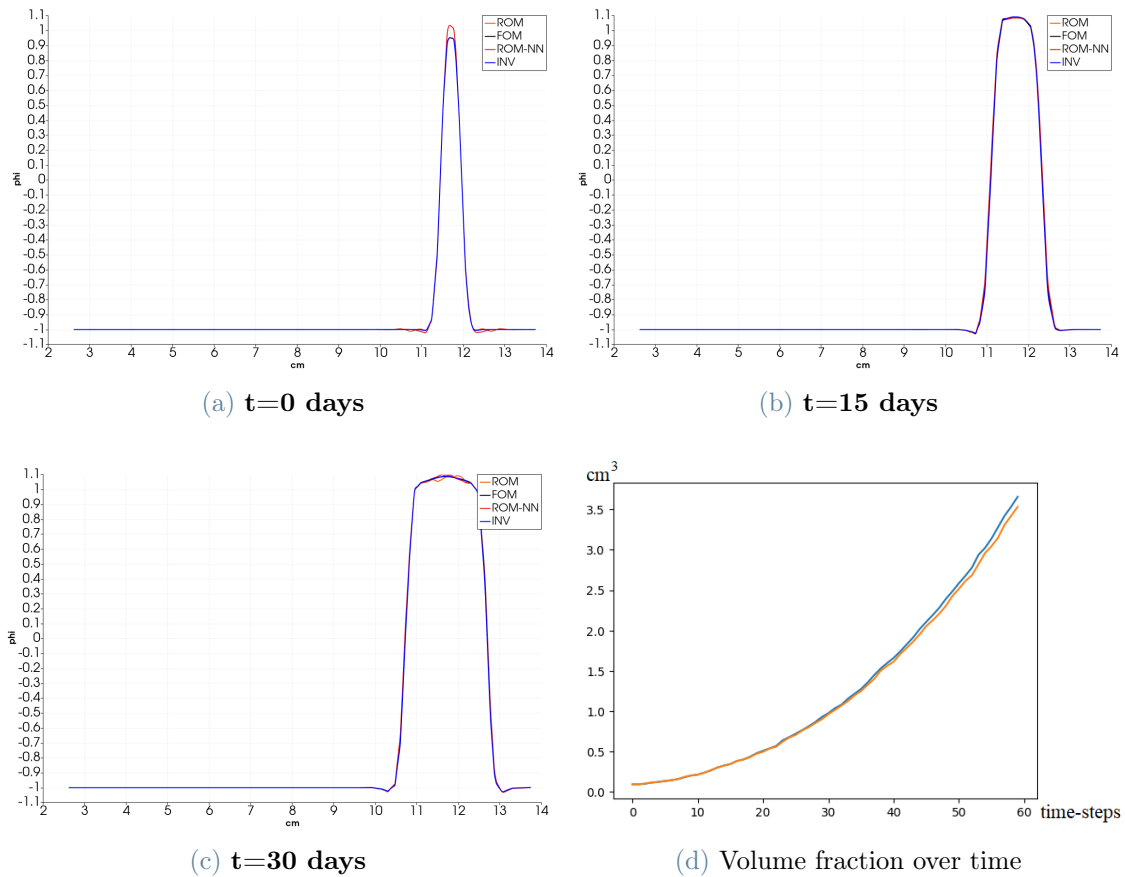 1.1
1
0.9
0.8
0.7
0.6
0.5
0.4
0.3
0.2
0.1
0
-0.1
-0.2
-0.3
-0.4
-0.5
-0.6
-0.7
-0.8
-0.9
-1
-1.1
phi
2 3 4 5 6 7 8 9 10 11 12 13 14
cm
ROM
FOM
ROM-NN
INV
(a) t=0 days
1.1
1
0.9
0.8
0.7
0.6
0.5
0.4
0.3
0.2
0.1
0
-0.1
-0.2
-0.3
-0.4
-0.5
-0.6
-0.7
-0.8
-0.9
-1
-1.1
phi
2 3 4 5 6 7 8 9 10 11 12 13 14
cm
ROM
FOM
ROM-NN
INV
(b) t=15 days
1.1
1
0.9
0.8
0.7
0.6
0.5
0.4
0.3
0.2
0.1
0
-0.1
-0.2
-0.3
-0.4
-0.5
-0.6
-0.7
-0.8
-0.9
-1
-1.1
phi
2 3 4 5 6 7 8 9 10 11 12 13 14
cm
ROM
FOM
ROM-NN
INV
(c) t=30 days
cm³
3.5
3.0
2.5
2.0
1.5
1.0
0.5
0.0
0 10 20 30 40 50 60 time-steps
(d) Volume fraction over time